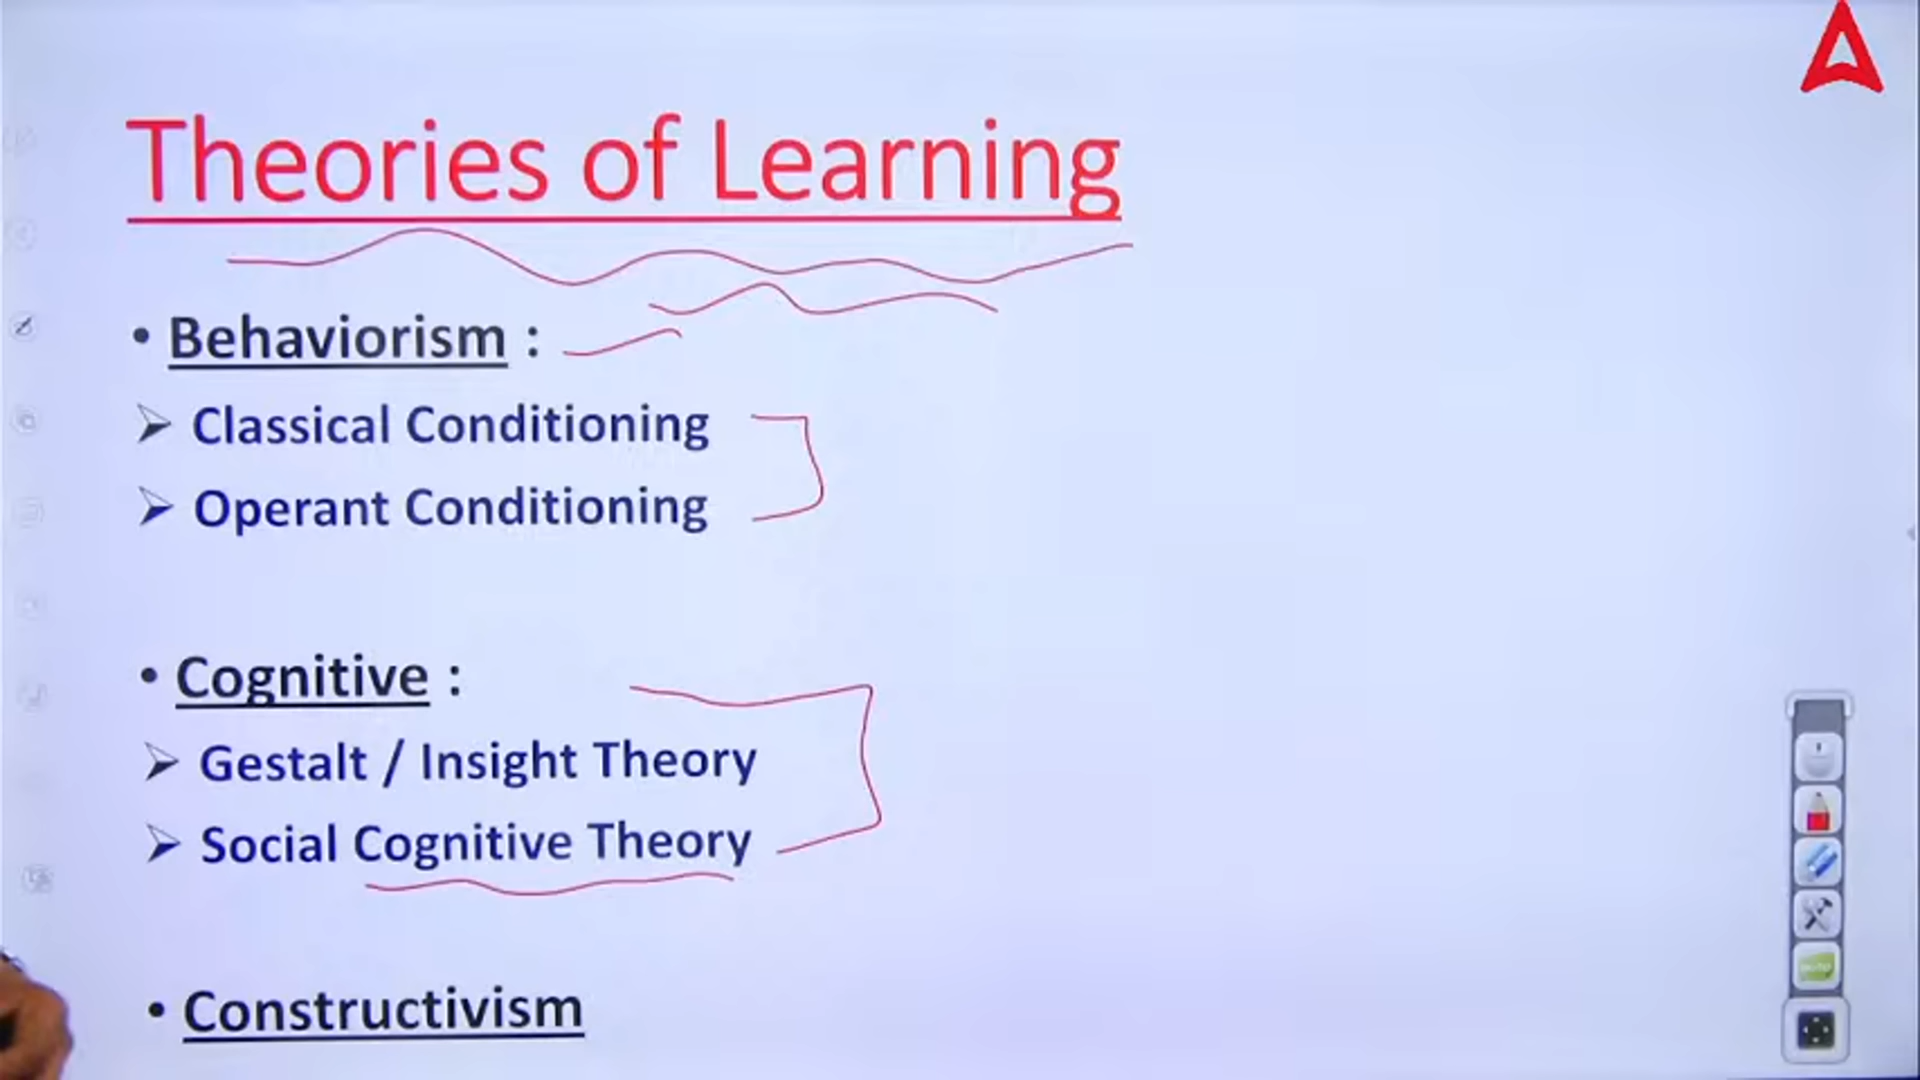 Theories of Learning
• Behaviorism :
➢ Classical Conditioning
➢ Operant Conditioning
• Cognitive :
➢ Gestalt / Insight Theory
➢ Social Cognitive Theory
• Constructivism